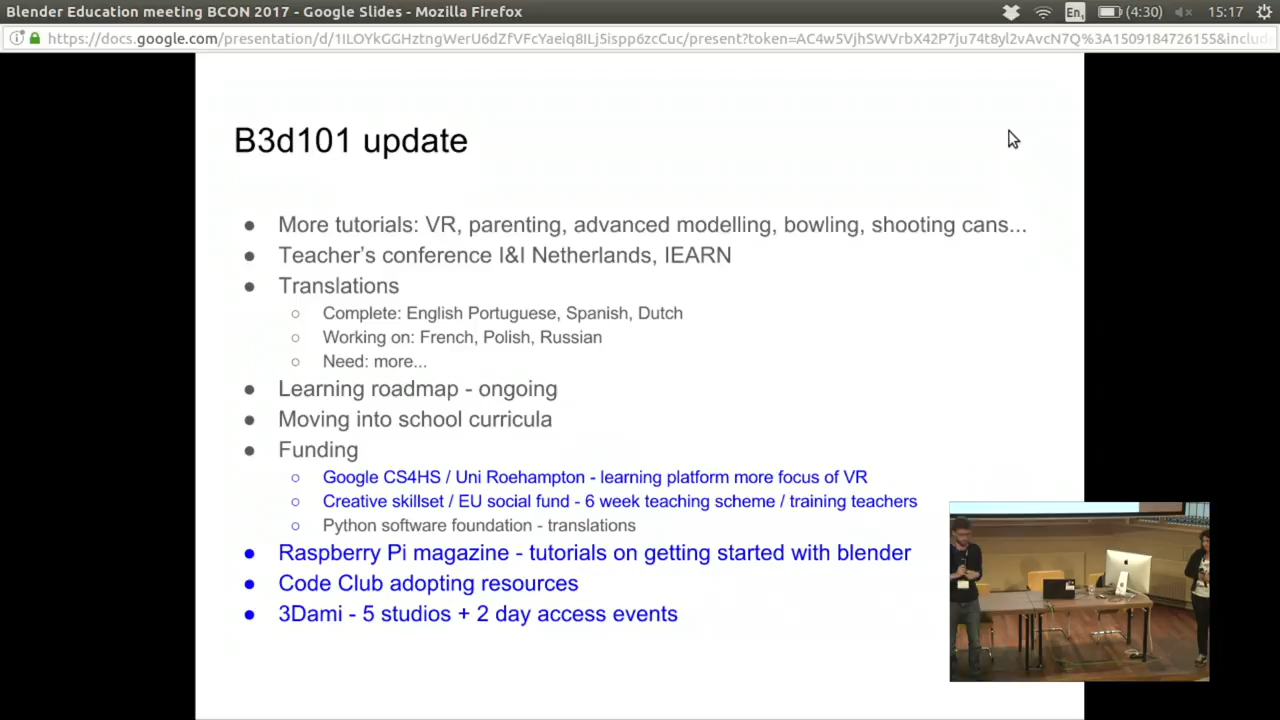 Blender Education meeting BCON 2017 - Google Slides - Mozilla Firefox
En
(4:30)
15:17
https://docs.google.com/presentation/d/1ILOYkGGHztngWerU6dZfVFcYaeiq8ILj5ispp6zcCuc/present?token=AC4w5VjhSWVrbX42P7ju74t8yl2vAvcN7Q%3A1509184726155&includ
B3d101 update
● More tutorials: VR, parenting, advanced modelling, bowling, shooting cans...
● Teacher’s conference I&I Netherlands, IEARN
● Translations
○ Complete: English Portuguese, Spanish, Dutch
○ Working on: French, Polish, Russian
○ Need: more...
● Learning roadmap - ongoing
● Moving into school curricula
● Funding
○ Google CS4HS / Uni Roehampton - learning platform more focus of VR
○ Creative skillset / EU social fund - 6 week teaching scheme / training teachers
○ Python software foundation - translations
● Raspberry Pi magazine - tutorials on getting started with blender
● Code Club adopting resources
● 3Dami - 5 studios + 2 day access events